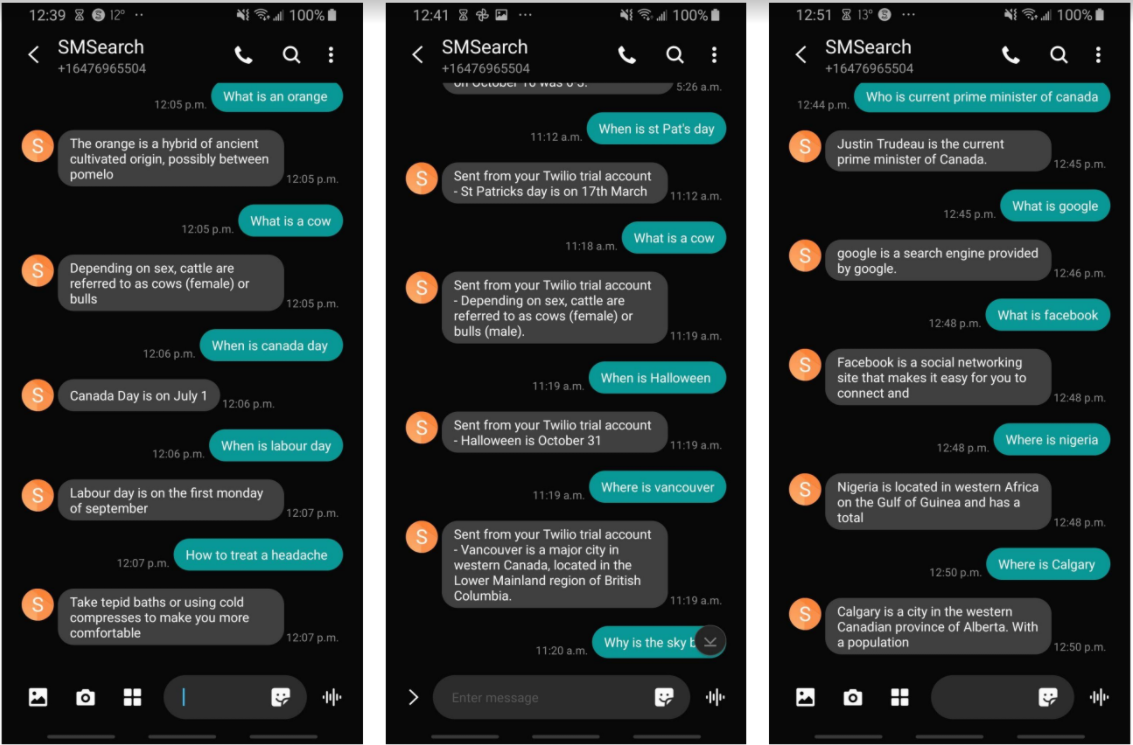 12:39 12° ··
100%
SMSearch
+16476965504
What is an orange
12:05 p.m.
S
The orange is a hybrid of ancient
cultivated origin, possibly between
pomelo
12:05 p.m.
What is a cow
12:05 p.m.
S
Depending on sex, cattle are
referred to as cows (female) or
bulls
12:05 p.m.
When is canada day
12:06 p.m.
S
Canada Day is on July 1
12:06 p.m.
When is labour day
12:06 p.m.
S
Labour day is on the first monday
of september
12:07 p.m.
How to treat a headache
12:07 p.m.
S
Take tepid baths or using cold
compresses to make you more
comfortable
12:07 p.m.
12:41 ···
100%
SMSearch
+16476965504
on October 16 was 6-3.
5:26 a.m.
When is st Pat's day
11:12 a.m.
S
Sent from your Twilio trial account
- St Patricks day is on 17th March
11:12 a.m.
What is a cow
11:18 a.m.
S
Sent from your Twilio trial account
- Depending on sex, cattle are
referred to as cows (female) or
bulls (male).
11:19 a.m.
When is Halloween
11:19 a.m.
S
Sent from your Twilio trial account
- Halloween is October 31
11:19 a.m.
Where is vancouver
11:19 a.m.
S
Sent from your Twilio trial account
- Vancouver is a major city in
western Canada, located in the
Lower Mainland region of British
Columbia.
11:19 a.m.
Why is the sky
11:20 a.m.
Enter message
12:51 13° S ···
100%
SMSearch
+16476965504
Who is current prime minister of canada
12:44 p.m.
S
Justin Trudeau is the current
prime minister of Canada.
12:45 p.m.
What is google
12:45 p.m.
S
google is a search engine provided
by google.
12:46 p.m.
What is facebook
12:48 p.m.
S
Facebook is a social networking
site that makes it easy for you to
connect and
12:48 p.m.
Where is nigeria
12:48 p.m.
S
Nigeria is located in western Africa
on the Gulf of Guinea and has a
total
12:48 p.m.
Where is Calgary
12:50 p.m.
S
Calgary is a city in the western
Canadian province of Alberta. With
a population
12:50 p.m.